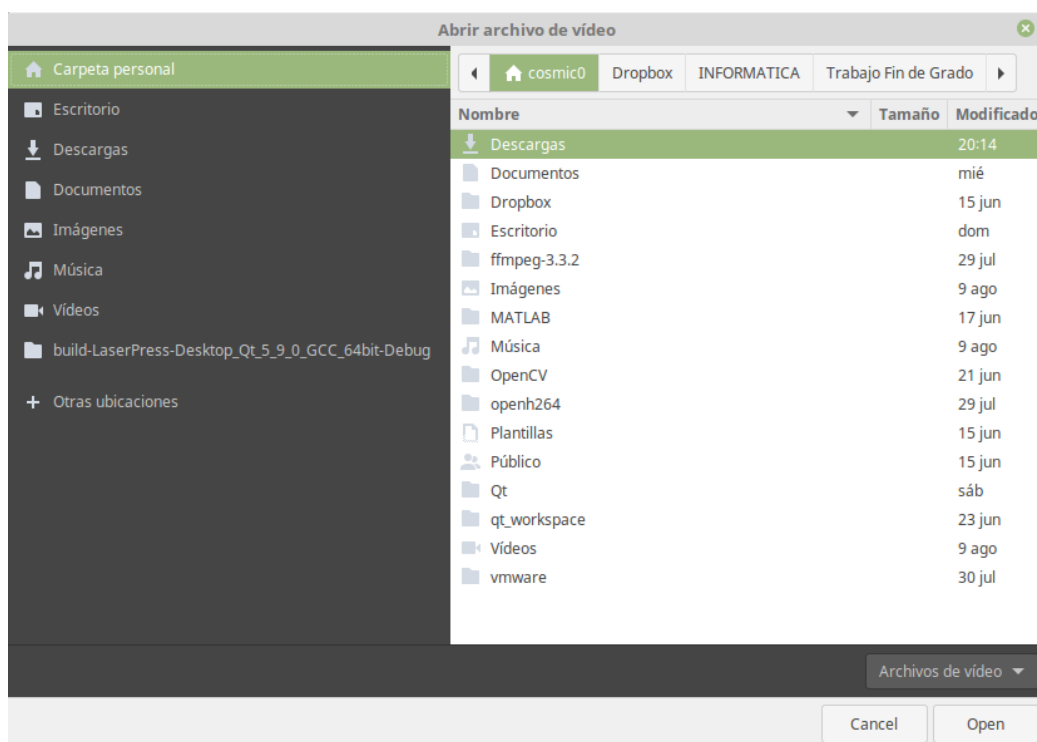 Abrir archivo de vídeo
Carpeta personal
Escritorio
Descargas
Documentos
Imágenes
Música
Vídeos
build-LaserPress-Desktop_Qt_5_9_0_GCC_64bit-Debug
Otras ubicaciones
cosmic0 Dropbox INFORMATICA Trabajo Fin de Grado
Nombre Tamaño Modificado
Descargas 20:14
Documentos mié
Dropbox 15 jun
Escritorio dom
ffmpeg-3.3.2 29 jul
Imágenes 9 ago
MATLAB 17 jun
Música 9 ago
OpenCV 21 jun
openh264 29 jul
Plantillas 15 jun
Público 15 jun
Qt sáb
qt_workspace 23 jun
Vídeos 9 ago
vmware 30 jul
Archivos de vídeo
Cancel Open